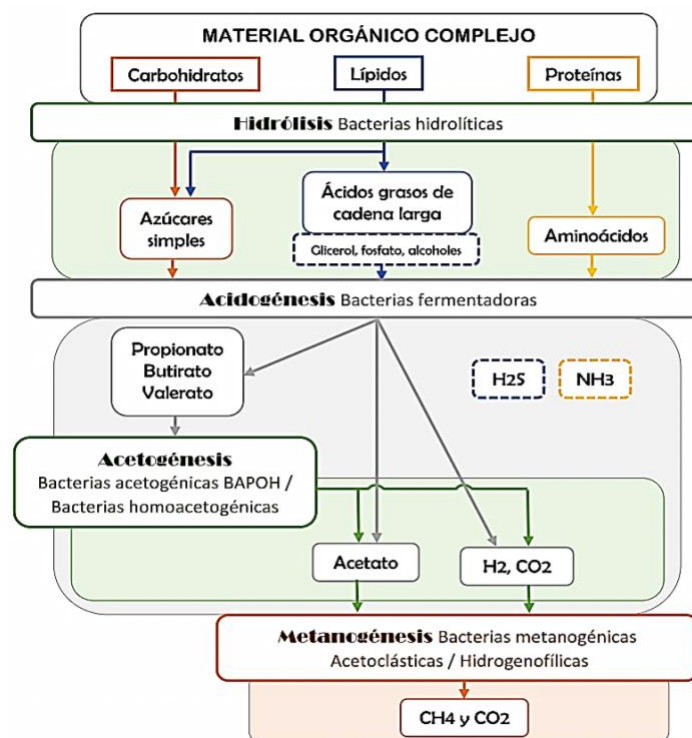 MATERIAL ORGÁNICO COMPLEJO
Carbohidratos
Lípidos
Proteínas
Hidrólisis Bacterias hidrolíticas
Azúcares
simples
Ácidos grasos de
cadena larga
Glicerol, fosfato, alcoholes
Aminoácidos
Acidogénesis Bacterias fermentadoras
Propionato
Butirato
Valerato
H2S
NH3
Acetogénesis
Bacterias acetogénicas BAPOH /
Bacterias homoacetogénicas
Acetato
H2, CO2
Metanogénesis Bacterias metanogénicas
Acetoclásticas / Hidrogenofílicas
CH4 y CO2